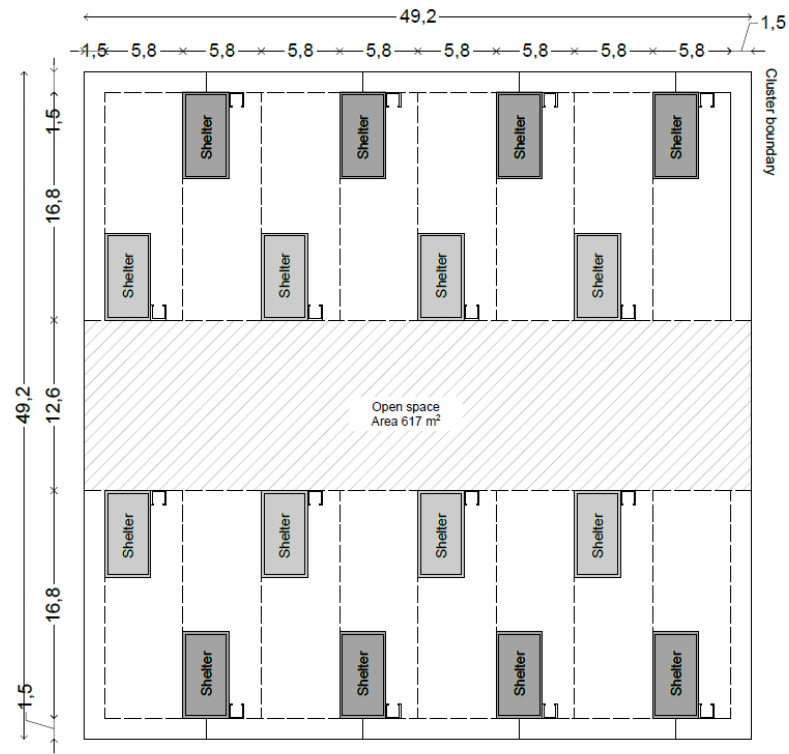 49,2
1,5
1,5 5,8 5,8 5,8 5,8 5,8 5,8 5,8 5,8
Cluster boundary
1,5
Shelter Shelter Shelter Shelter
16,8
Shelter Shelter Shelter Shelter
49,2
12,6
Open space
Area 617 m²
Shelter Shelter Shelter Shelter
16,8
Shelter Shelter Shelter Shelter
1,5